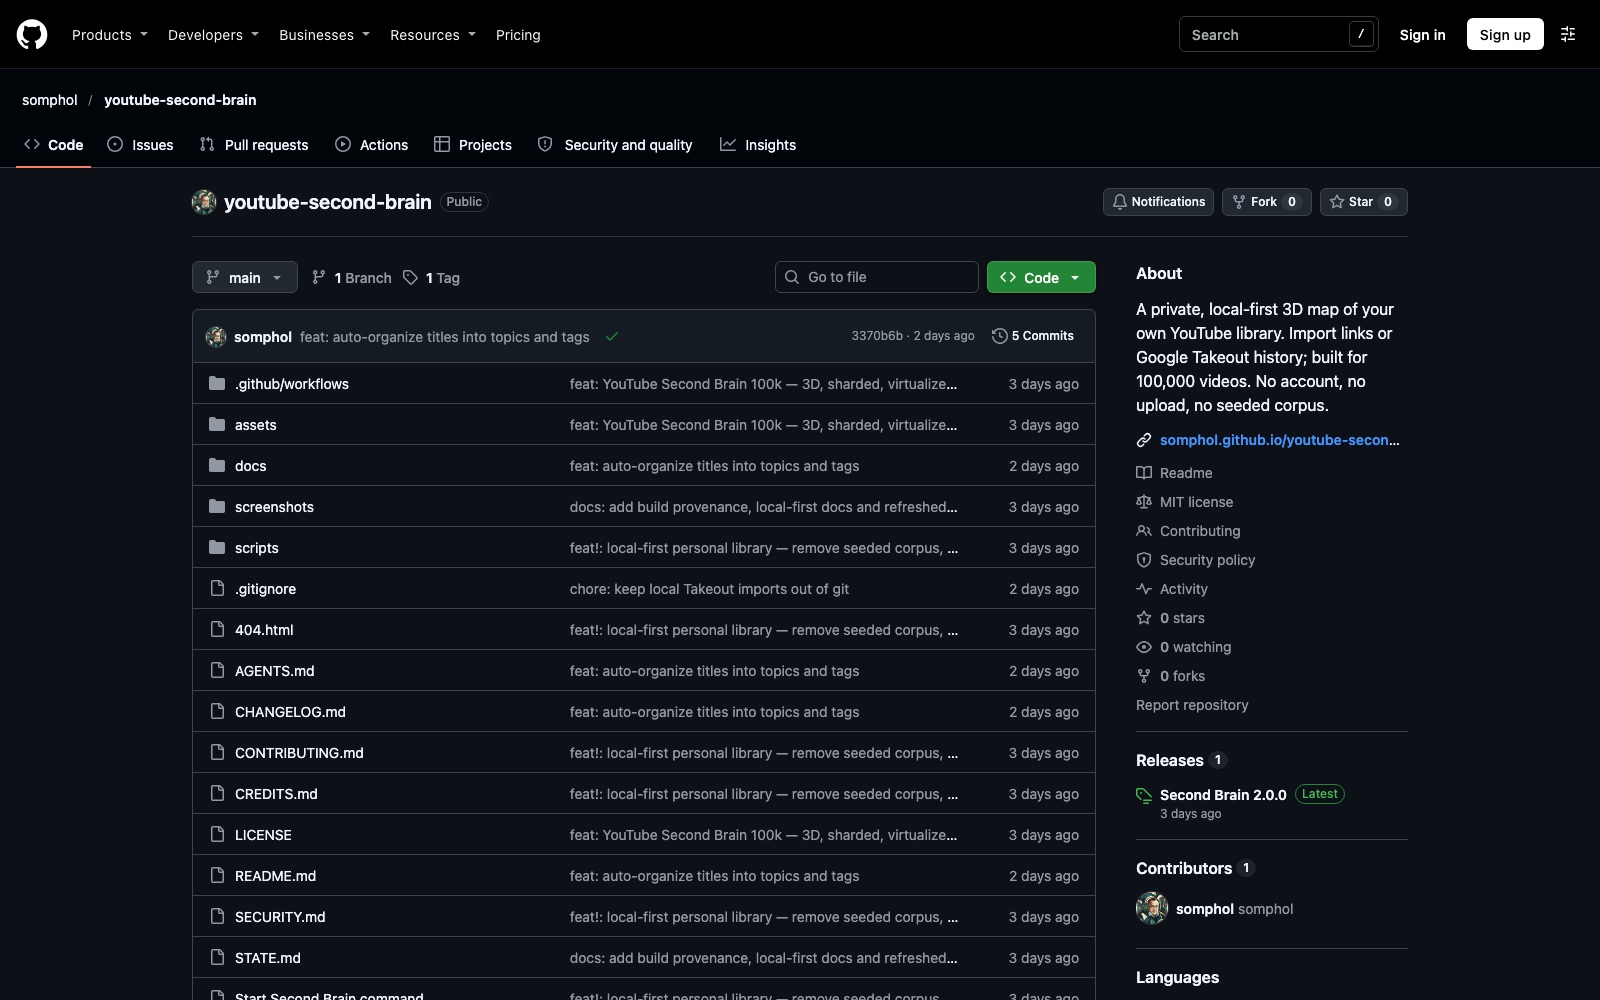 Products Developers Businesses Resources Pricing Search / Sign in Sign up
somphol / youtube-second-brain
Code Issues Pull requests Actions Projects Security and quality Insights
youtube-second-brain Public Notifications Fork 0 Star 0
main 1 Branch 1 Tag Go to file Code
somphol feat: auto-organize titles into topics and tags 3370b6b · 2 days ago 5 Commits
.github/workflows feat: YouTube Second Brain 100k — 3D, sharded, virtualize... 3 days ago
assets feat: YouTube Second Brain 100k — 3D, sharded, virtualize... 3 days ago
docs feat: auto-organize titles into topics and tags 2 days ago
screenshots docs: add build provenance, local-first docs and refreshed... 3 days ago
scripts feat!: local-first personal library — remove seeded corpus, ... 3 days ago
.gitignore chore: keep local Takeout imports out of git 2 days ago
404.html feat!: local-first personal library — remove seeded corpus, ... 3 days ago
AGENTS.md feat: auto-organize titles into topics and tags 2 days ago
CHANGELOG.md feat: auto-organize titles into topics and tags 2 days ago
CONTRIBUTING.md feat!: local-first personal library — remove seeded corpus, ... 3 days ago
CREDITS.md feat!: local-first personal library — remove seeded corpus, ... 3 days ago
LICENSE feat: YouTube Second Brain 100k — 3D, sharded, virtualize... 3 days ago
README.md feat: auto-organize titles into topics and tags 2 days ago
SECURITY.md feat!: local-first personal library — remove seeded corpus, ... 3 days ago
STATE.md docs: add build provenance, local-first docs and refreshed... 3 days ago
Start Second Brain.command feat!: local-first personal library — remove seeded corpus, ... 3 days ago
About
A private, local-first 3D map of your
own YouTube library. Import links or
Google Takeout history; built for
100,000 videos. No account, no
upload, no seeded corpus.
somphol.github.io/youtube-secon...
Readme
MIT license
Contributing
Security policy
Activity
0 stars
0 watching
0 forks
Report repository
Releases 1
Second Brain 2.0.0 Latest
3 days ago
Contributors 1
somphol somphol
Languages